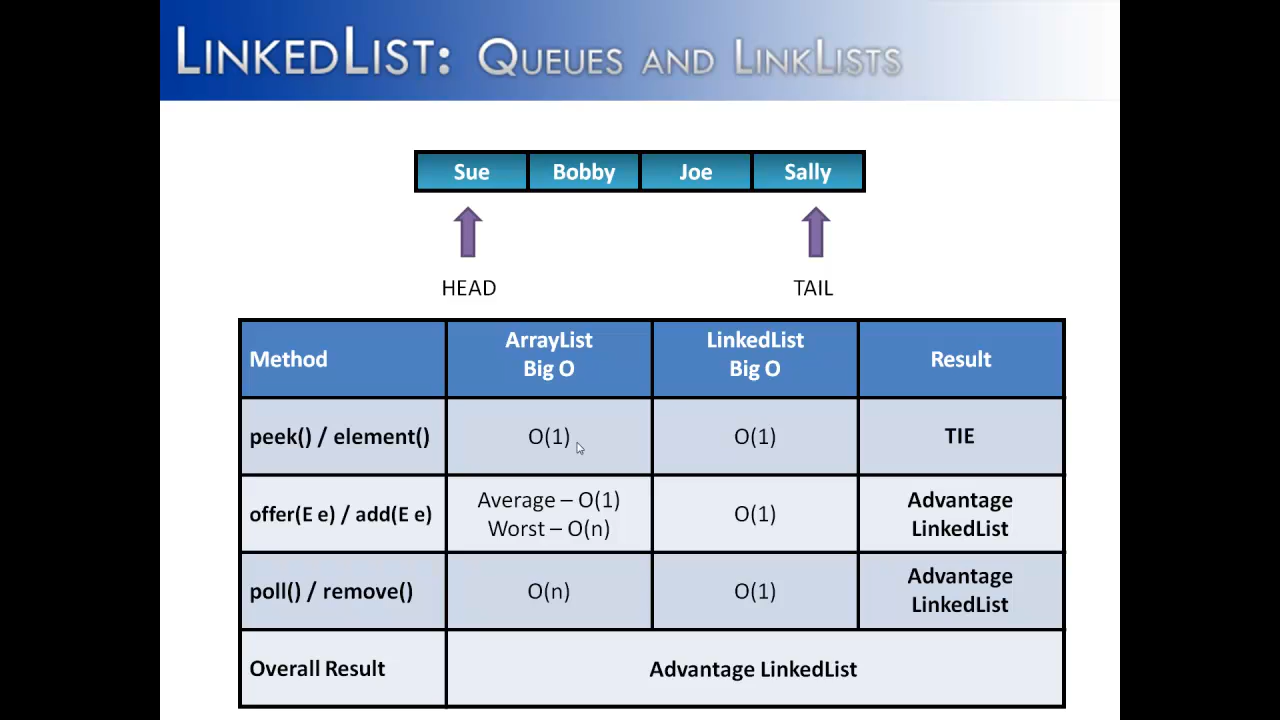 LINKEDLIST: QUEUES AND LINKLISTS
Sue Bobby Joe Sally
HEAD TAIL
Method ArrayList Big O LinkedList Big O Result
peek() / element() O(1) O(1) TIE
offer(E e) / add(E e) Average – O(1) Worst – O(n) O(1) Advantage LinkedList
poll() / remove() O(n) O(1) Advantage LinkedList
Overall Result Advantage LinkedList